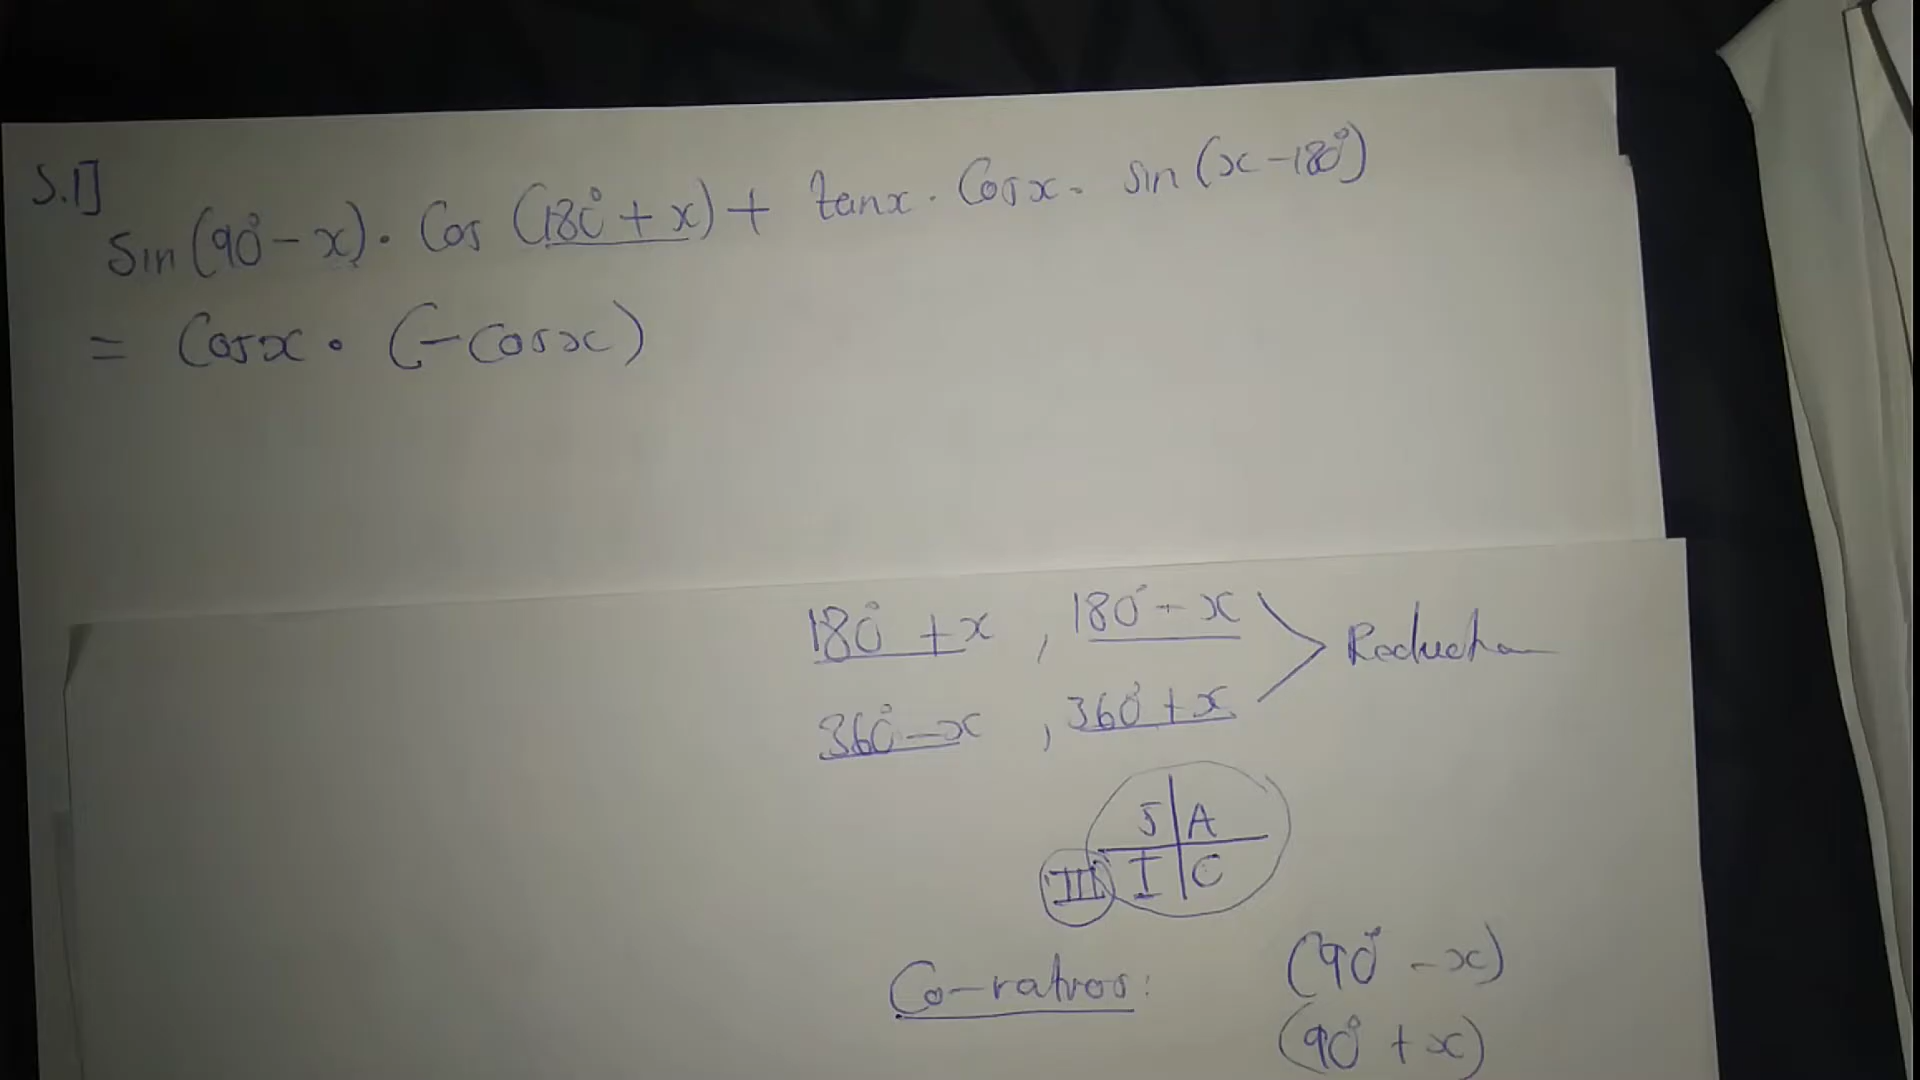 5.1]
sin(90° - x) · Cos (180° + x) + tanx · Cosx · sin(x - 180°)
= Cosx · (-cosx)
180° + x , 180° - x
Reduction
360° - x , 360° + x
S A
III T C
Co-ratios: (90° - x)
(90° + x)